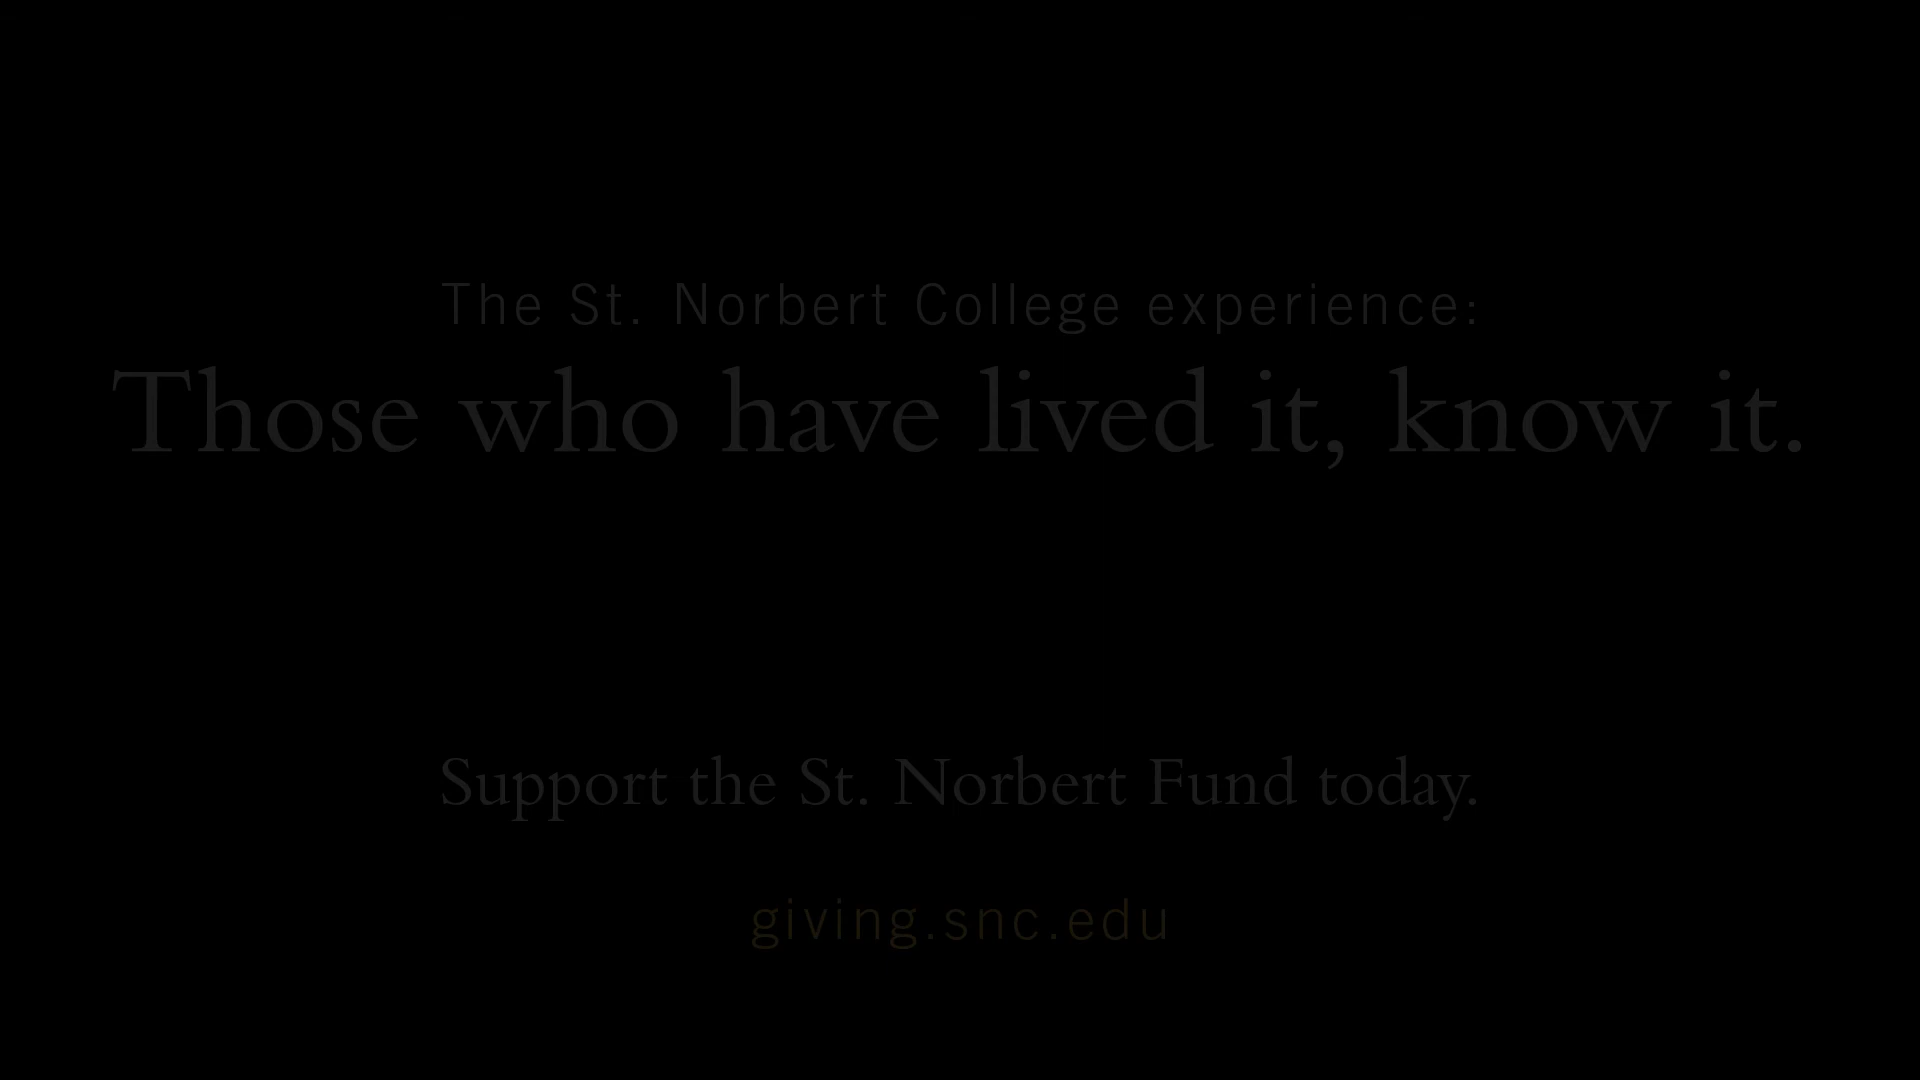 The St. Norbert College experience:
Those who have lived it, know it.
Support the St. Norbert Fund today.
giving.snc.edu